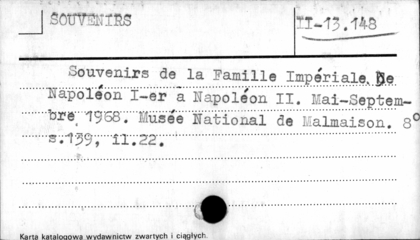 SOUVENIRS
II-13.148
Souvenirs de la Famille Impériale. De
Napoléon I-er à Napoléon II. Mai-Septem-
bre 1968. Musée National de Malmaison. 8°
s.139, il.22.
Karta katalogowa wydawnictw zwartych i ciągłych.